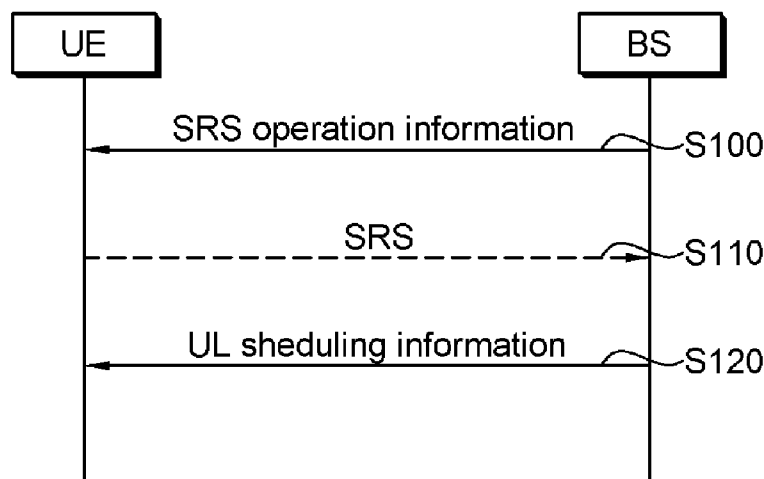 UE
BS
SRS operation information
S100
SRS
S110
UL sheduling information
S120